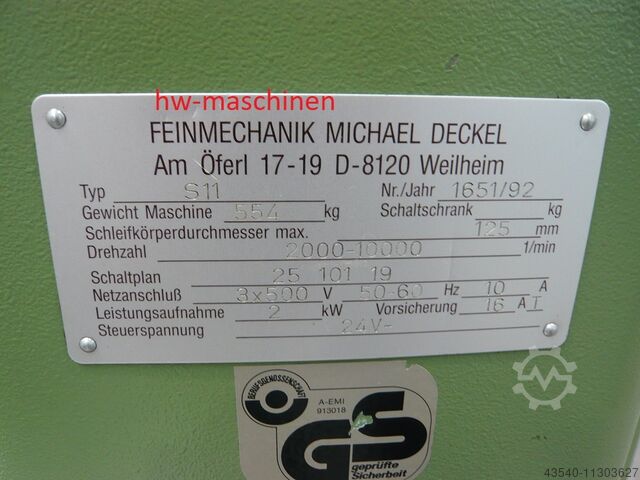 hw-maschinen
FEINMECHANIK MICHAEL DECKEL
Am Öferl 17-19 D-8120 Weilheim
Typ S11 Nr./Jahr 1651/92
Gewicht Maschine 554 kg Schaltschrank kg
Schleifkörperdurchmesser max. 125 mm
Drehzahl 2000-10000 1/min
Schaltplan 25 101 19
Netzanschluß 3x500 V 50-60 Hz 10 A
Leistungsaufnahme 2 kW Vorsicherung 16 A T
Steuerspannung 24V~
BERUFSGENOSSENSCHAFT
A-EMI
913018
GS
geprüfte
Sicherheit
43540-11303627